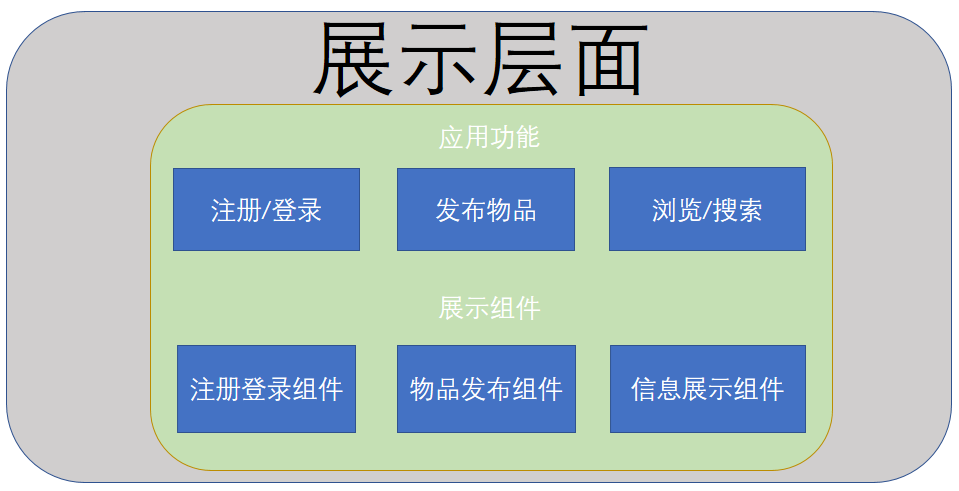 展示层面
应用功能
注册/登录
发布物品
浏览/搜索
展示组件
注册登录组件
物品发布组件
信息展示组件